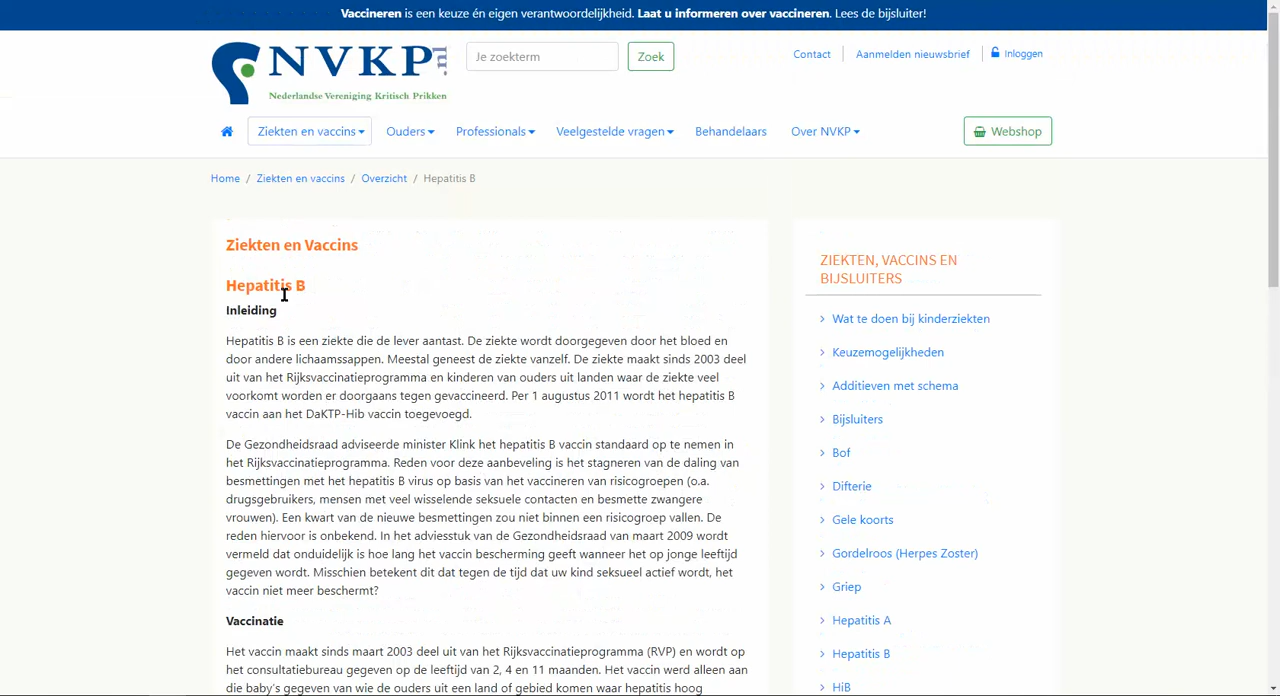 Vaccineren is een keuze én eigen verantwoordelijkheid. Laat u informeren over vaccineren. Lees de bijsluiter!
NVKP.nl
Nederlandse Vereniging Kritisch Prikken
Je zoekterm
Zoek
Contact
Aanmelden nieuwsbrief
Inloggen
Ziekten en vaccins
Ouders
Professionals
Veelgestelde vragen
Behandelaars
Over NVKP
Webshop
Home / Ziekten en vaccins / Overzicht / Hepatitis B
Ziekten en Vaccins
Hepatitis B
Inleiding
Hepatitis B is een ziekte die de lever aantast. De ziekte wordt doorgegeven door het bloed en
door andere lichaamssappen. Meestal geneest de ziekte vanzelf. De ziekte maakt sinds 2003 deel
uit van het Rijksvaccinatieprogramma en kinderen van ouders uit landen waar de ziekte veel
voorkomt worden er doorgaans tegen gevaccineerd. Per 1 augustus 2011 wordt het hepatitis B
vaccin aan het DaKTP-Hib vaccin toegevoegd.
De Gezondheidsraad adviseerde minister Klink het hepatitis B vaccin standaard op te nemen in
het Rijksvaccinatieprogramma. Reden voor deze aanbeveling is het stagneren van de daling van
besmettingen met het hepatitis B virus op basis van het vaccineren van risicogroepen (o.a.
drugsgebruikers, mensen met veel wisselende seksuele contacten en besmette zwangere
vrouwen). Een kwart van de nieuwe besmettingen zou niet binnen een risicogroep vallen. De
reden hiervoor is onbekend. In het adviesstuk van de Gezondheidsraad van maart 2009 wordt
vermeld dat onduidelijk is hoe lang het vaccin bescherming geeft wanneer het op jonge leeftijd
gegeven wordt. Misschien betekent dit dat tegen de tijd dat uw kind seksueel actief wordt, het
vaccin niet meer beschermt?
Vaccinatie
Het vaccin maakt sinds maart 2003 deel uit van het Rijksvaccinatieprogramma (RVP) en wordt op
het consultatiebureau gegeven op de leeftijd van 2, 4 en 11 maanden. Het vaccin werd alleen aan
die baby's gegeven van wie de ouders uit een land of gebied komen waar hepatitis hoog
ZIEKTEN, VACCINS EN
BIJSLUITERS
Wat te doen bij kinderziekten
Keuzemogelijkheden
Additieven met schema
Bijsluiters
Bof
Difterie
Gele koorts
Gordelroos (Herpes Zoster)
Griep
Hepatitis A
Hepatitis B
HiB